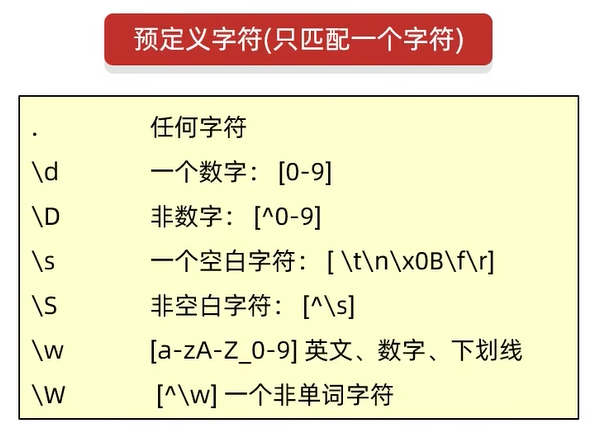 预定义字符(只匹配一个字符)
. 任何字符
\d 一个数字： [0-9]
\D 非数字： [^0-9]
\s 一个空白字符： [ \t\n\x0B\f\r]
\S 非空白字符： [^\s]
\w [a-zA-Z_0-9] 英文、数字、下划线
\W [^\w] 一个非单词字符